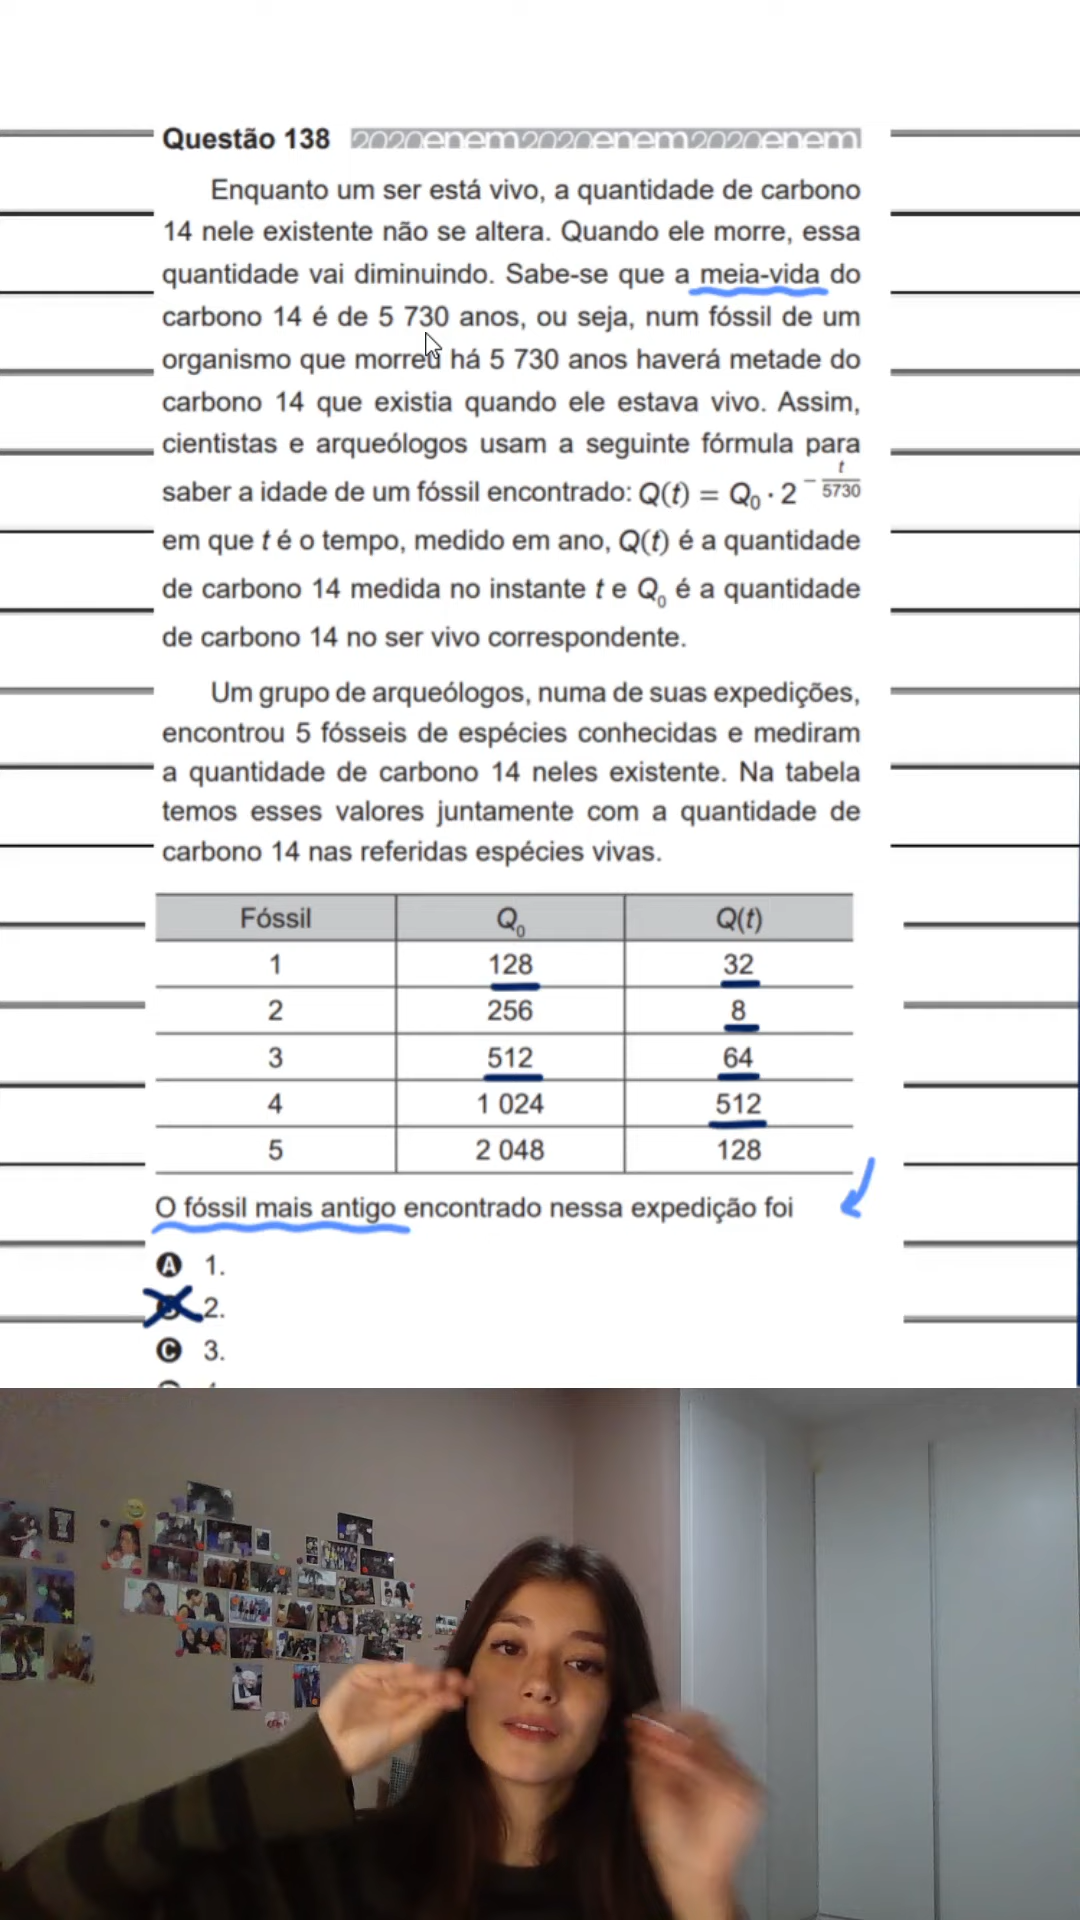 Questão 138 2020enem2020enem2020enem
Enquanto um ser está vivo, a quantidade de carbono
14 nele existente não se altera. Quando ele morre, essa
quantidade vai diminuindo. Sabe-se que a meia-vida do
carbono 14 é de 5 730 anos, ou seja, num fóssil de um
organismo que morreu há 5 730 anos haverá metade do
carbono 14 que existia quando ele estava vivo. Assim,
cientistas e arqueólogos usam a seguinte fórmula para
saber a idade de um fóssil encontrado: Q(t) = Q₀ · 2^(−t/5730)
em que t é o tempo, medido em ano, Q(t) é a quantidade
de carbono 14 medida no instante t e Q₀ é a quantidade
de carbono 14 no ser vivo correspondente.
Um grupo de arqueólogos, numa de suas expedições,
encontrou 5 fósseis de espécies conhecidas e mediram
a quantidade de carbono 14 neles existente. Na tabela
temos esses valores juntamente com a quantidade de
carbono 14 nas referidas espécies vivas.
Fóssil Q₀ Q(t)
1 128 32
2 256 8
3 512 64
4 1 024 512
5 2 048 128
O fóssil mais antigo encontrado nessa expedição foi
A 1.
2.
C 3.